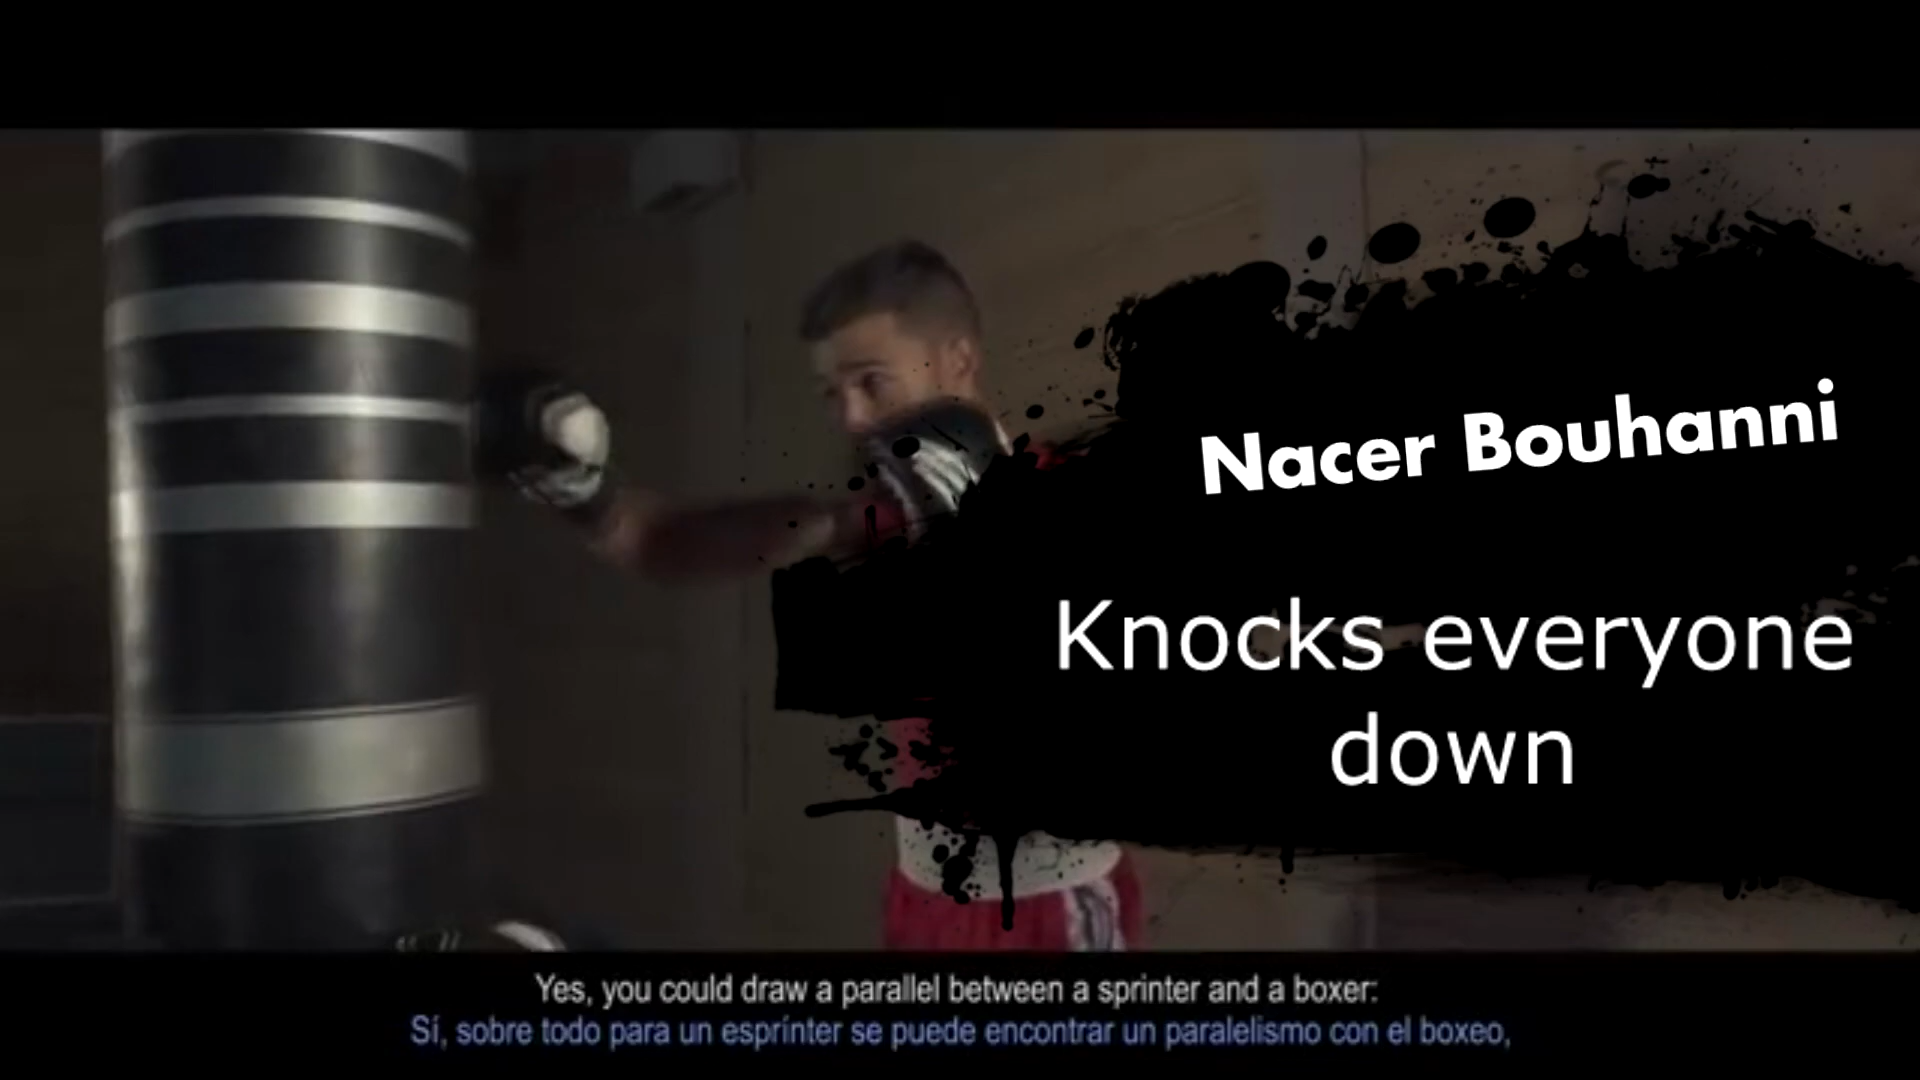 Nacer Bouhanni
Knocks everyone
down
Yes, you could draw a parallel between a sprinter and a boxer:
Sí, sobre todo para un esprínter se puede encontrar un paralelismo con el boxeo,